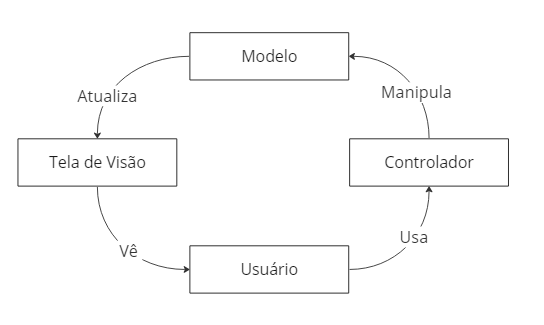 Modelo
Atualiza
Manipula
Tela de Visão
Controlador
Vê
Usa
Usuário